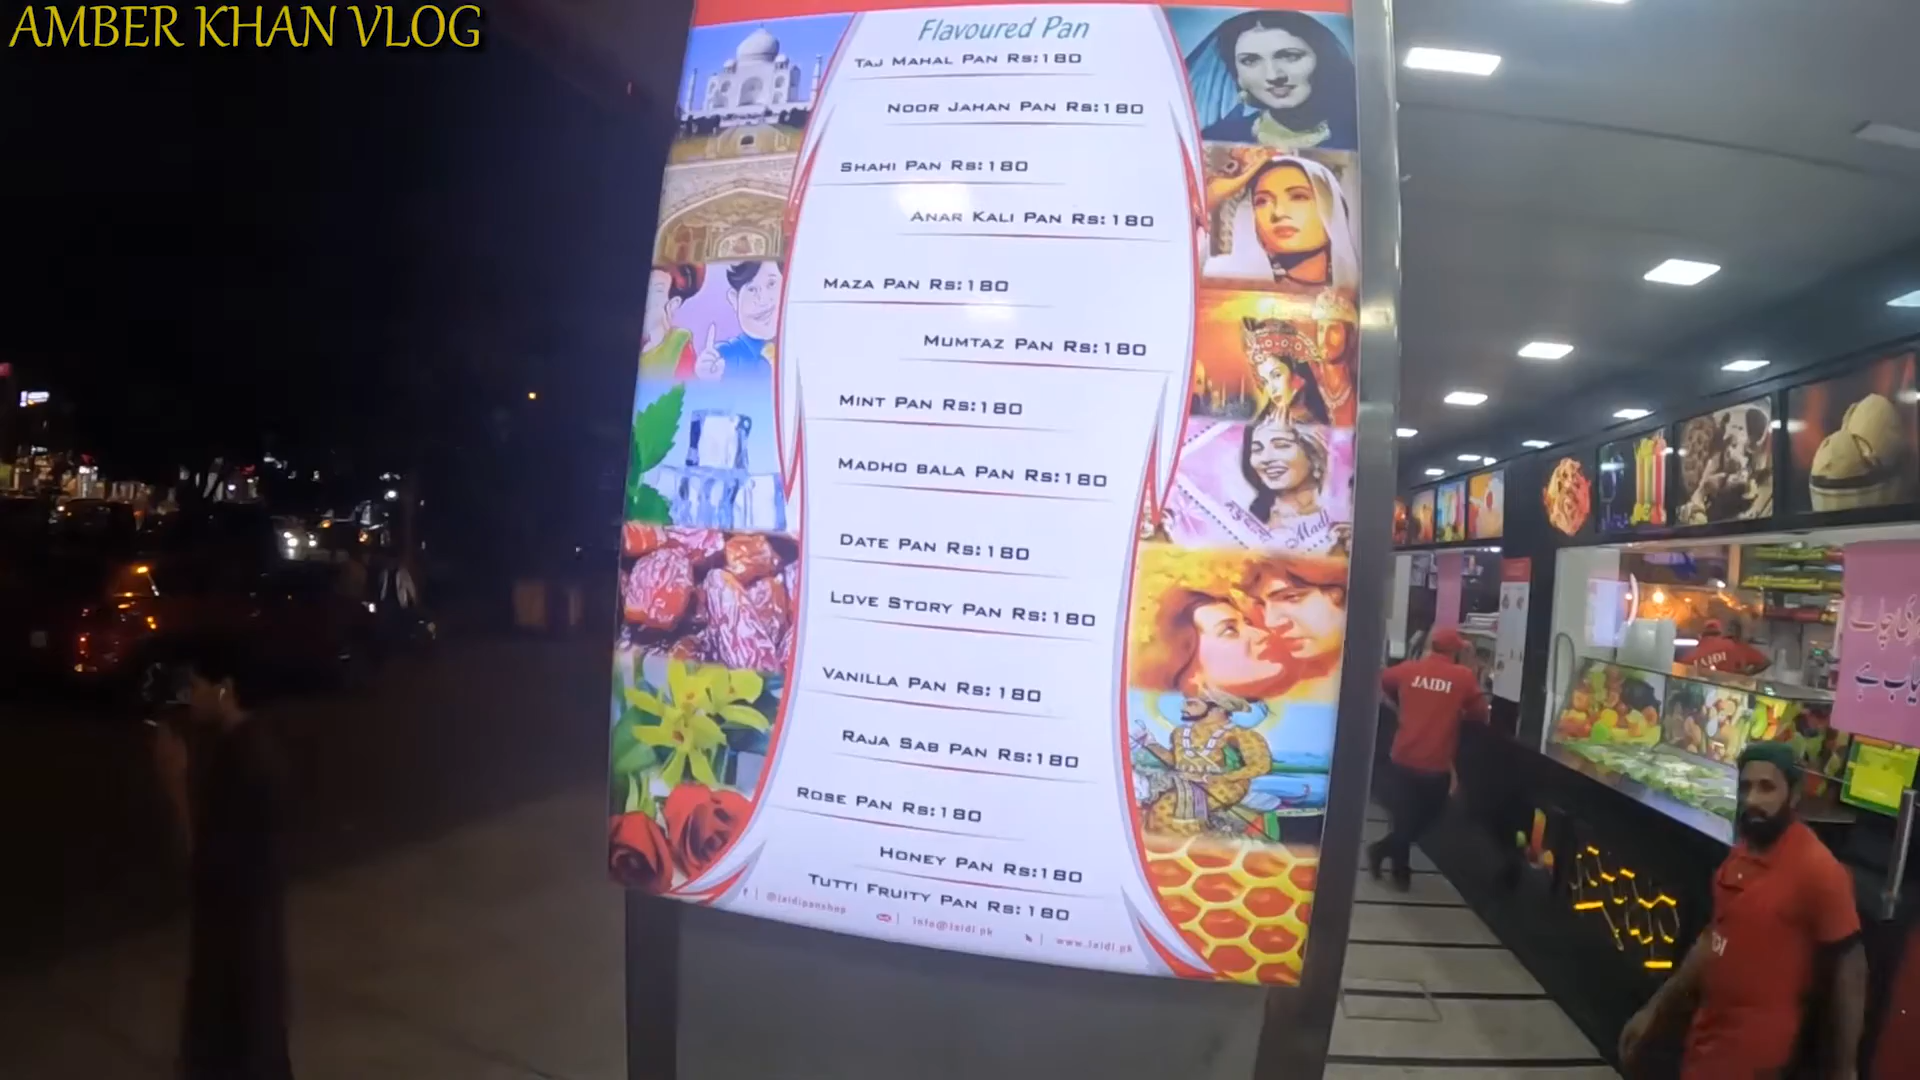 AMBER KHAN VLOG
Flavoured Pan
TAJ MAHAL PAN RS:180
NOOR JAHAN PAN RS:180
SHAHI PAN RS:180
ANAR KALI PAN RS:180
MAZA PAN RS:180
MUMTAZ PAN RS:180
MINT PAN RS:180
MADHO BALA PAN RS:180
DATE PAN RS:180
LOVE STORY PAN RS:180
VANILLA PAN RS:180
RAJA SAB PAN RS:180
ROSE PAN RS:180
HONEY PAN RS:180
TUTTI FRUITY PAN RS:180
@jaidipanshop
info@jaidi.pk
www.jaidi.pk
JAIDI
JAIDI